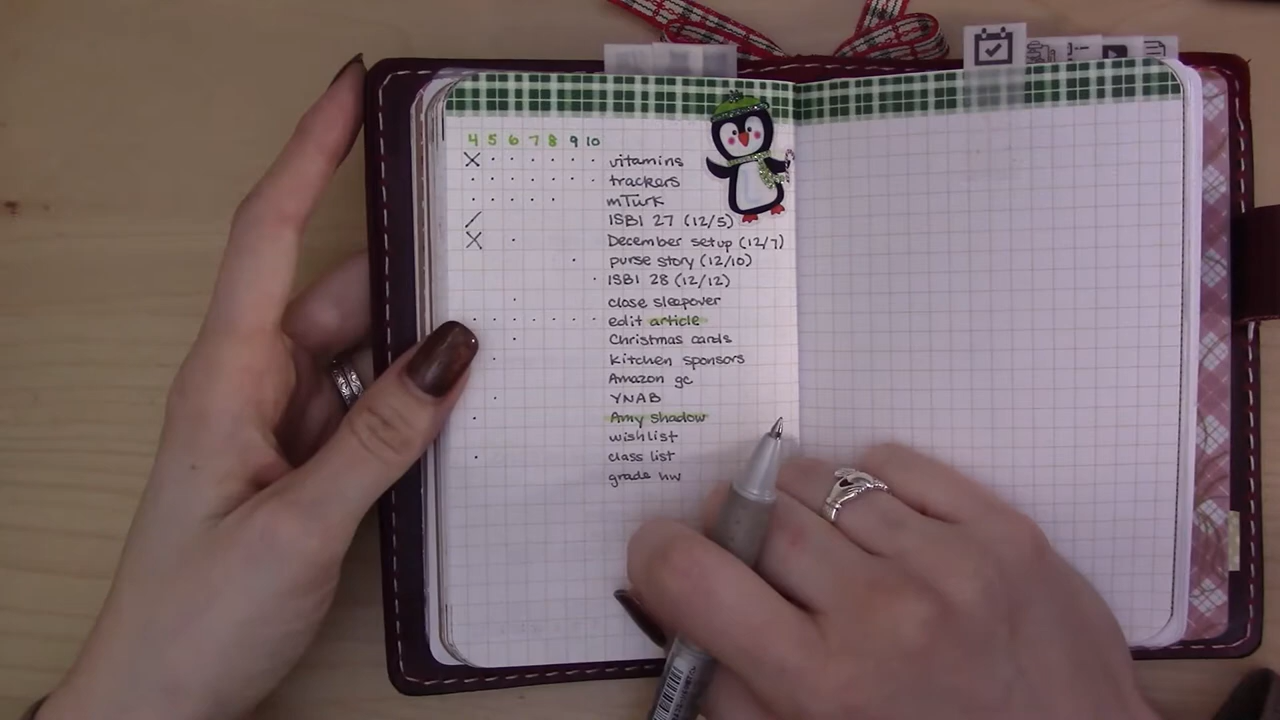 4 5 6 7 8 9 10
X vitamins
trackers
mTurk
/ ISBI 27 (12/5)
X December setup (12/7)
purse story (12/10)
ISBI 28 (12/12)
close sleepover
edit article
Christmas cards
kitchen sponsors
Amazon gc
YNAB
Amy shadow
wishlist
class list
grade hw